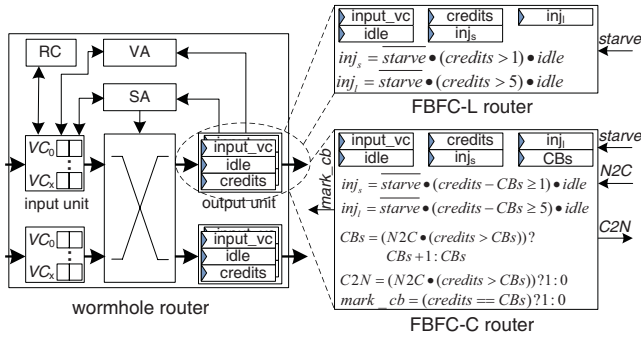 RC
VA
SA
VC0
VCx
input unit
input_vc
idle
credits
output unit
VC0
VCx
input_vc
idle
credits
wormhole router
input_vc credits injl
idle injs
starve
injs = \overline{starve}•(credits > 1)•idle
injl = \overline{starve}•(credits > 5)•idle
FBFC-L router
mark_cb
input_vc credits injl
idle injs CBs
starve
N2C
C2N
injs = \overline{starve}•(credits − CBs ≥ 1)•idle
injl = \overline{starve}•(credits − CBs ≥ 5)•idle
CBs = (N2C•(credits > CBs))?
CBs+1: CBs
C2N = (N2C•(credits > CBs))?1:0
mark_cb = (credits == CBs)?1:0
FBFC-C router